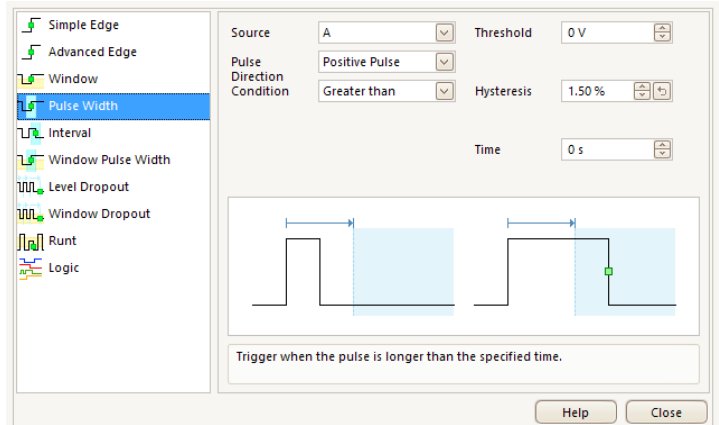 Simple Edge
Advanced Edge
Window
Pulse Width
Interval
Window Pulse Width
Level Dropout
Window Dropout
Runt
Logic
Source A Threshold 0 V
Pulse Direction Positive Pulse
Condition Greater than Hysteresis 1.50 %
Time 0 s
Trigger when the pulse is longer than the specified time.
Help Close